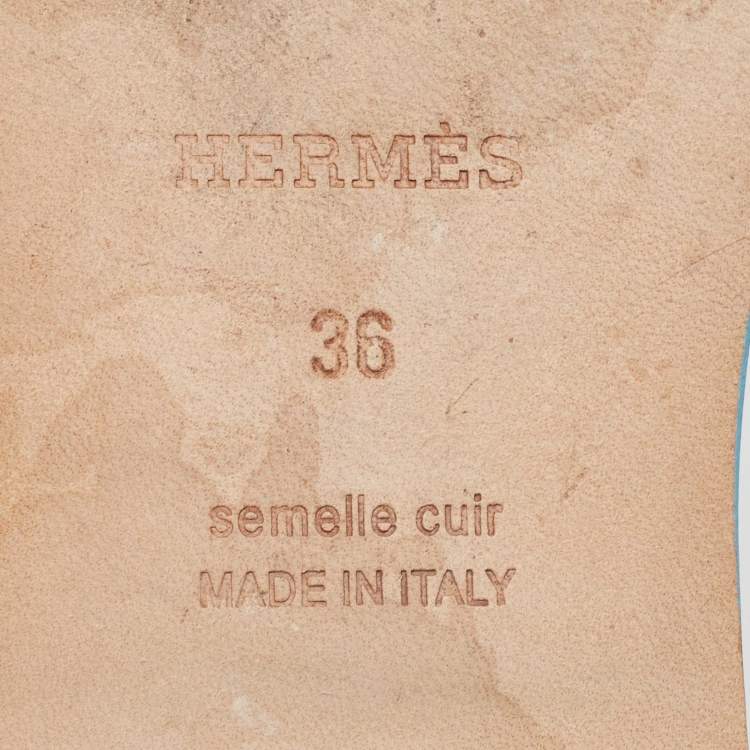 HERMÈS
36
semelle cuir
MADE IN ITALY